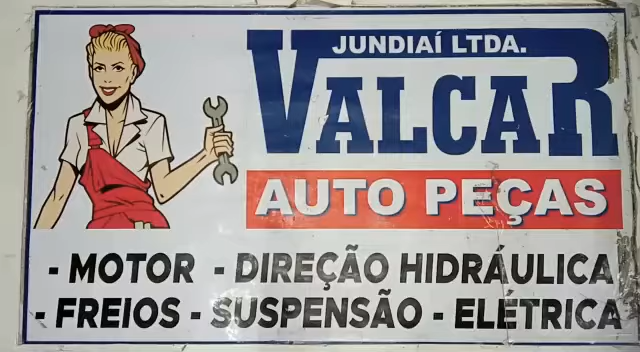 JUNDIAÍ LTDA.
VALCAR
AUTO PEÇAS
- MOTOR - DIREÇÃO HIDRÁULICA
- FREIOS - SUSPENSÃO - ELÉTRICA